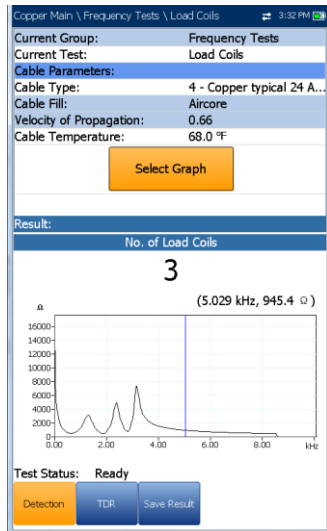 Copper Main \ Frequency Tests \ Load Coils 3:32 PM
Current Group: Frequency Tests
Current Test: Load Coils
Cable Parameters:
Cable Type: 4 - Copper typical 24 A...
Cable Fill: Aircore
Velocity of Propagation: 0.66
Cable Temperature: 68.0 °F
Select Graph
Result:
No. of Load Coils
3
(5.029 kHz, 945.4 Ω)
Ω
16000
14000
12000
10000
8000
6000
4000
2000
0
0.00 2.00 4.00 6.00 8.00 kHz
Test Status: Ready
Detection TDR Save Result